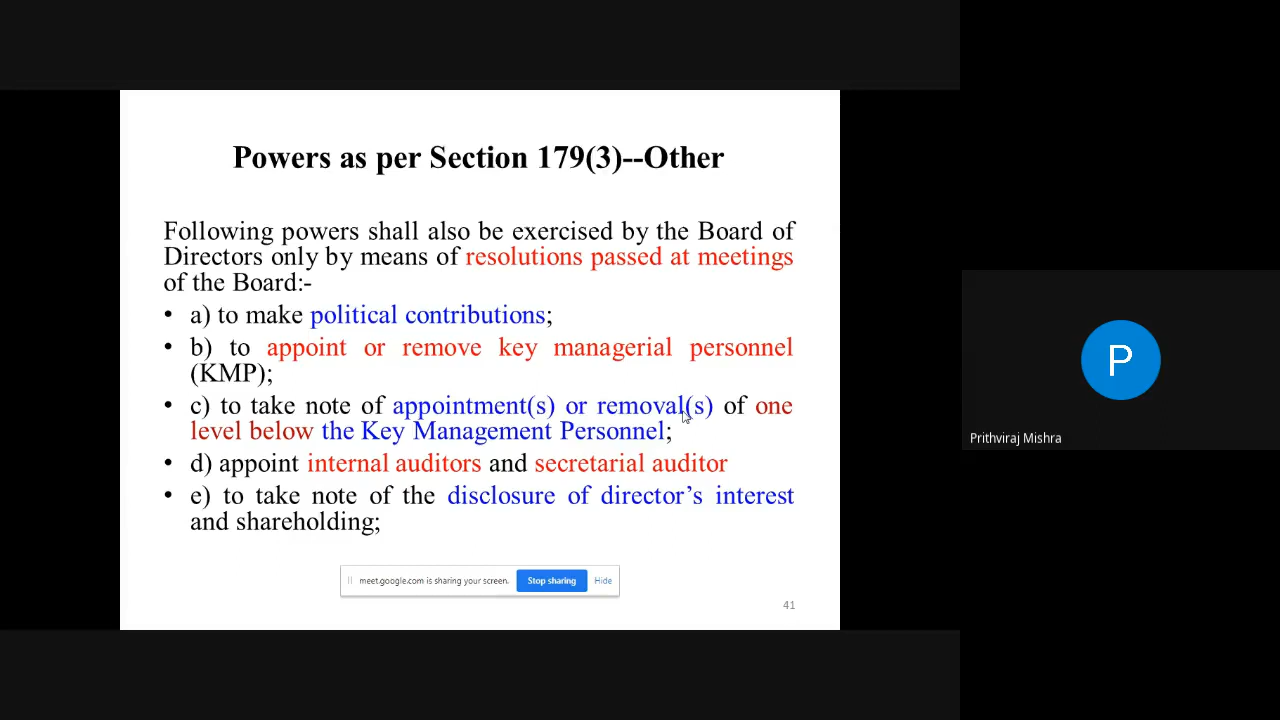 Powers as per Section 179(3)--Other
Following powers shall also be exercised by the Board of
Directors only by means of resolutions passed at meetings
of the Board:-
• a) to make political contributions;
• b) to appoint or remove key managerial personnel
(KMP);
• c) to take note of appointment(s) or removal(s) of one
level below the Key Management Personnel;
• d) appoint internal auditors and secretarial auditor
• e) to take note of the disclosure of director’s interest
and shareholding;
meet.google.com is sharing your screen. Stop sharing Hide
41
P
Prithviraj Mishra